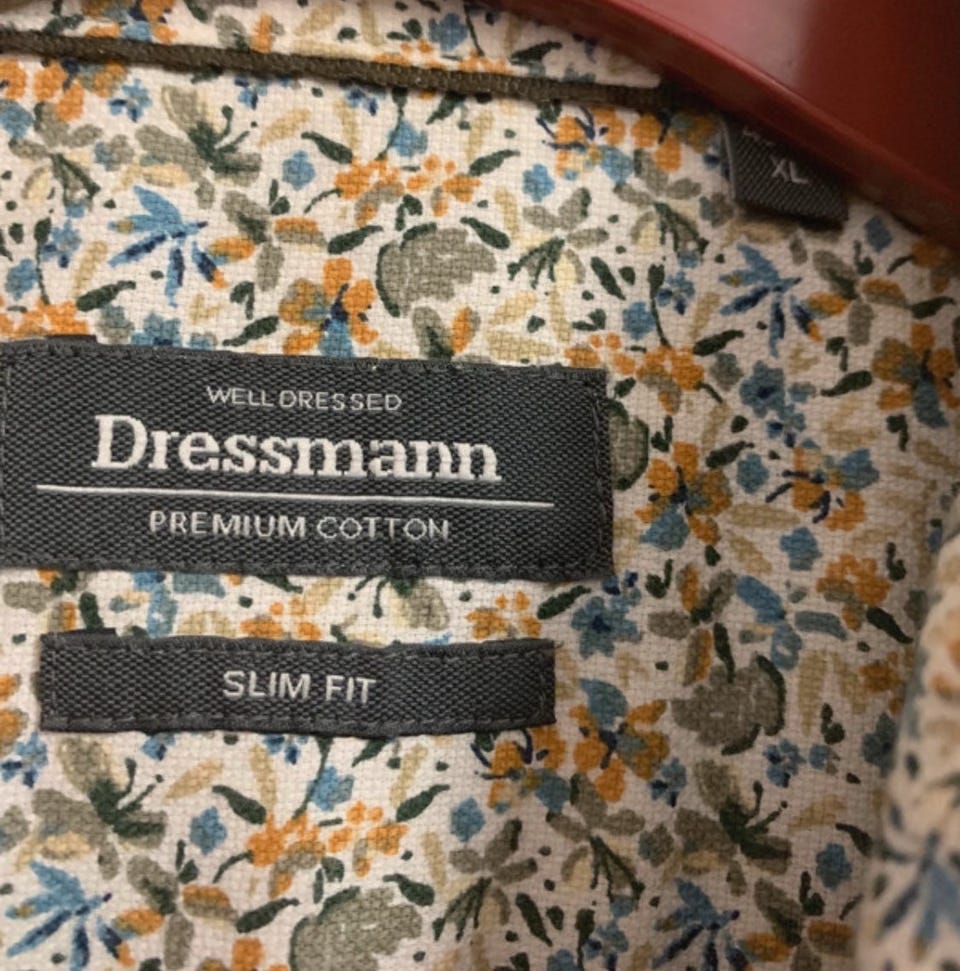 XL
WELL DRESSED
Dressmann
PREMIUM COTTON
SLIM FIT